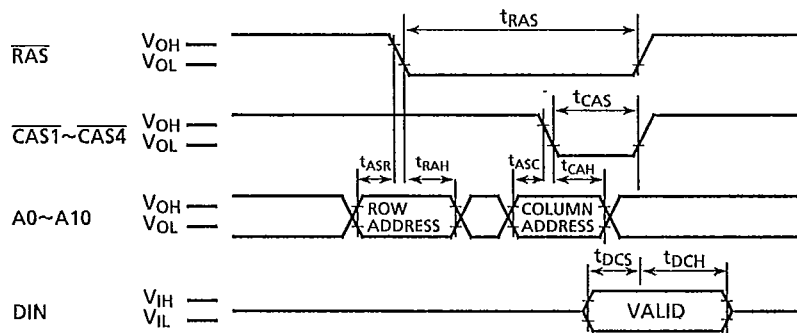 tRAS
RAS
VOH
VOL
tCAS
CAS1~CAS4
VOH
VOL
tASR
tRAH
tASC
tCAH
A0~A10
VOH
VOL
ROW
ADDRESS
COLUMN
ADDRESS
tDCS
tDCH
DIN
VIH
VIL
VALID